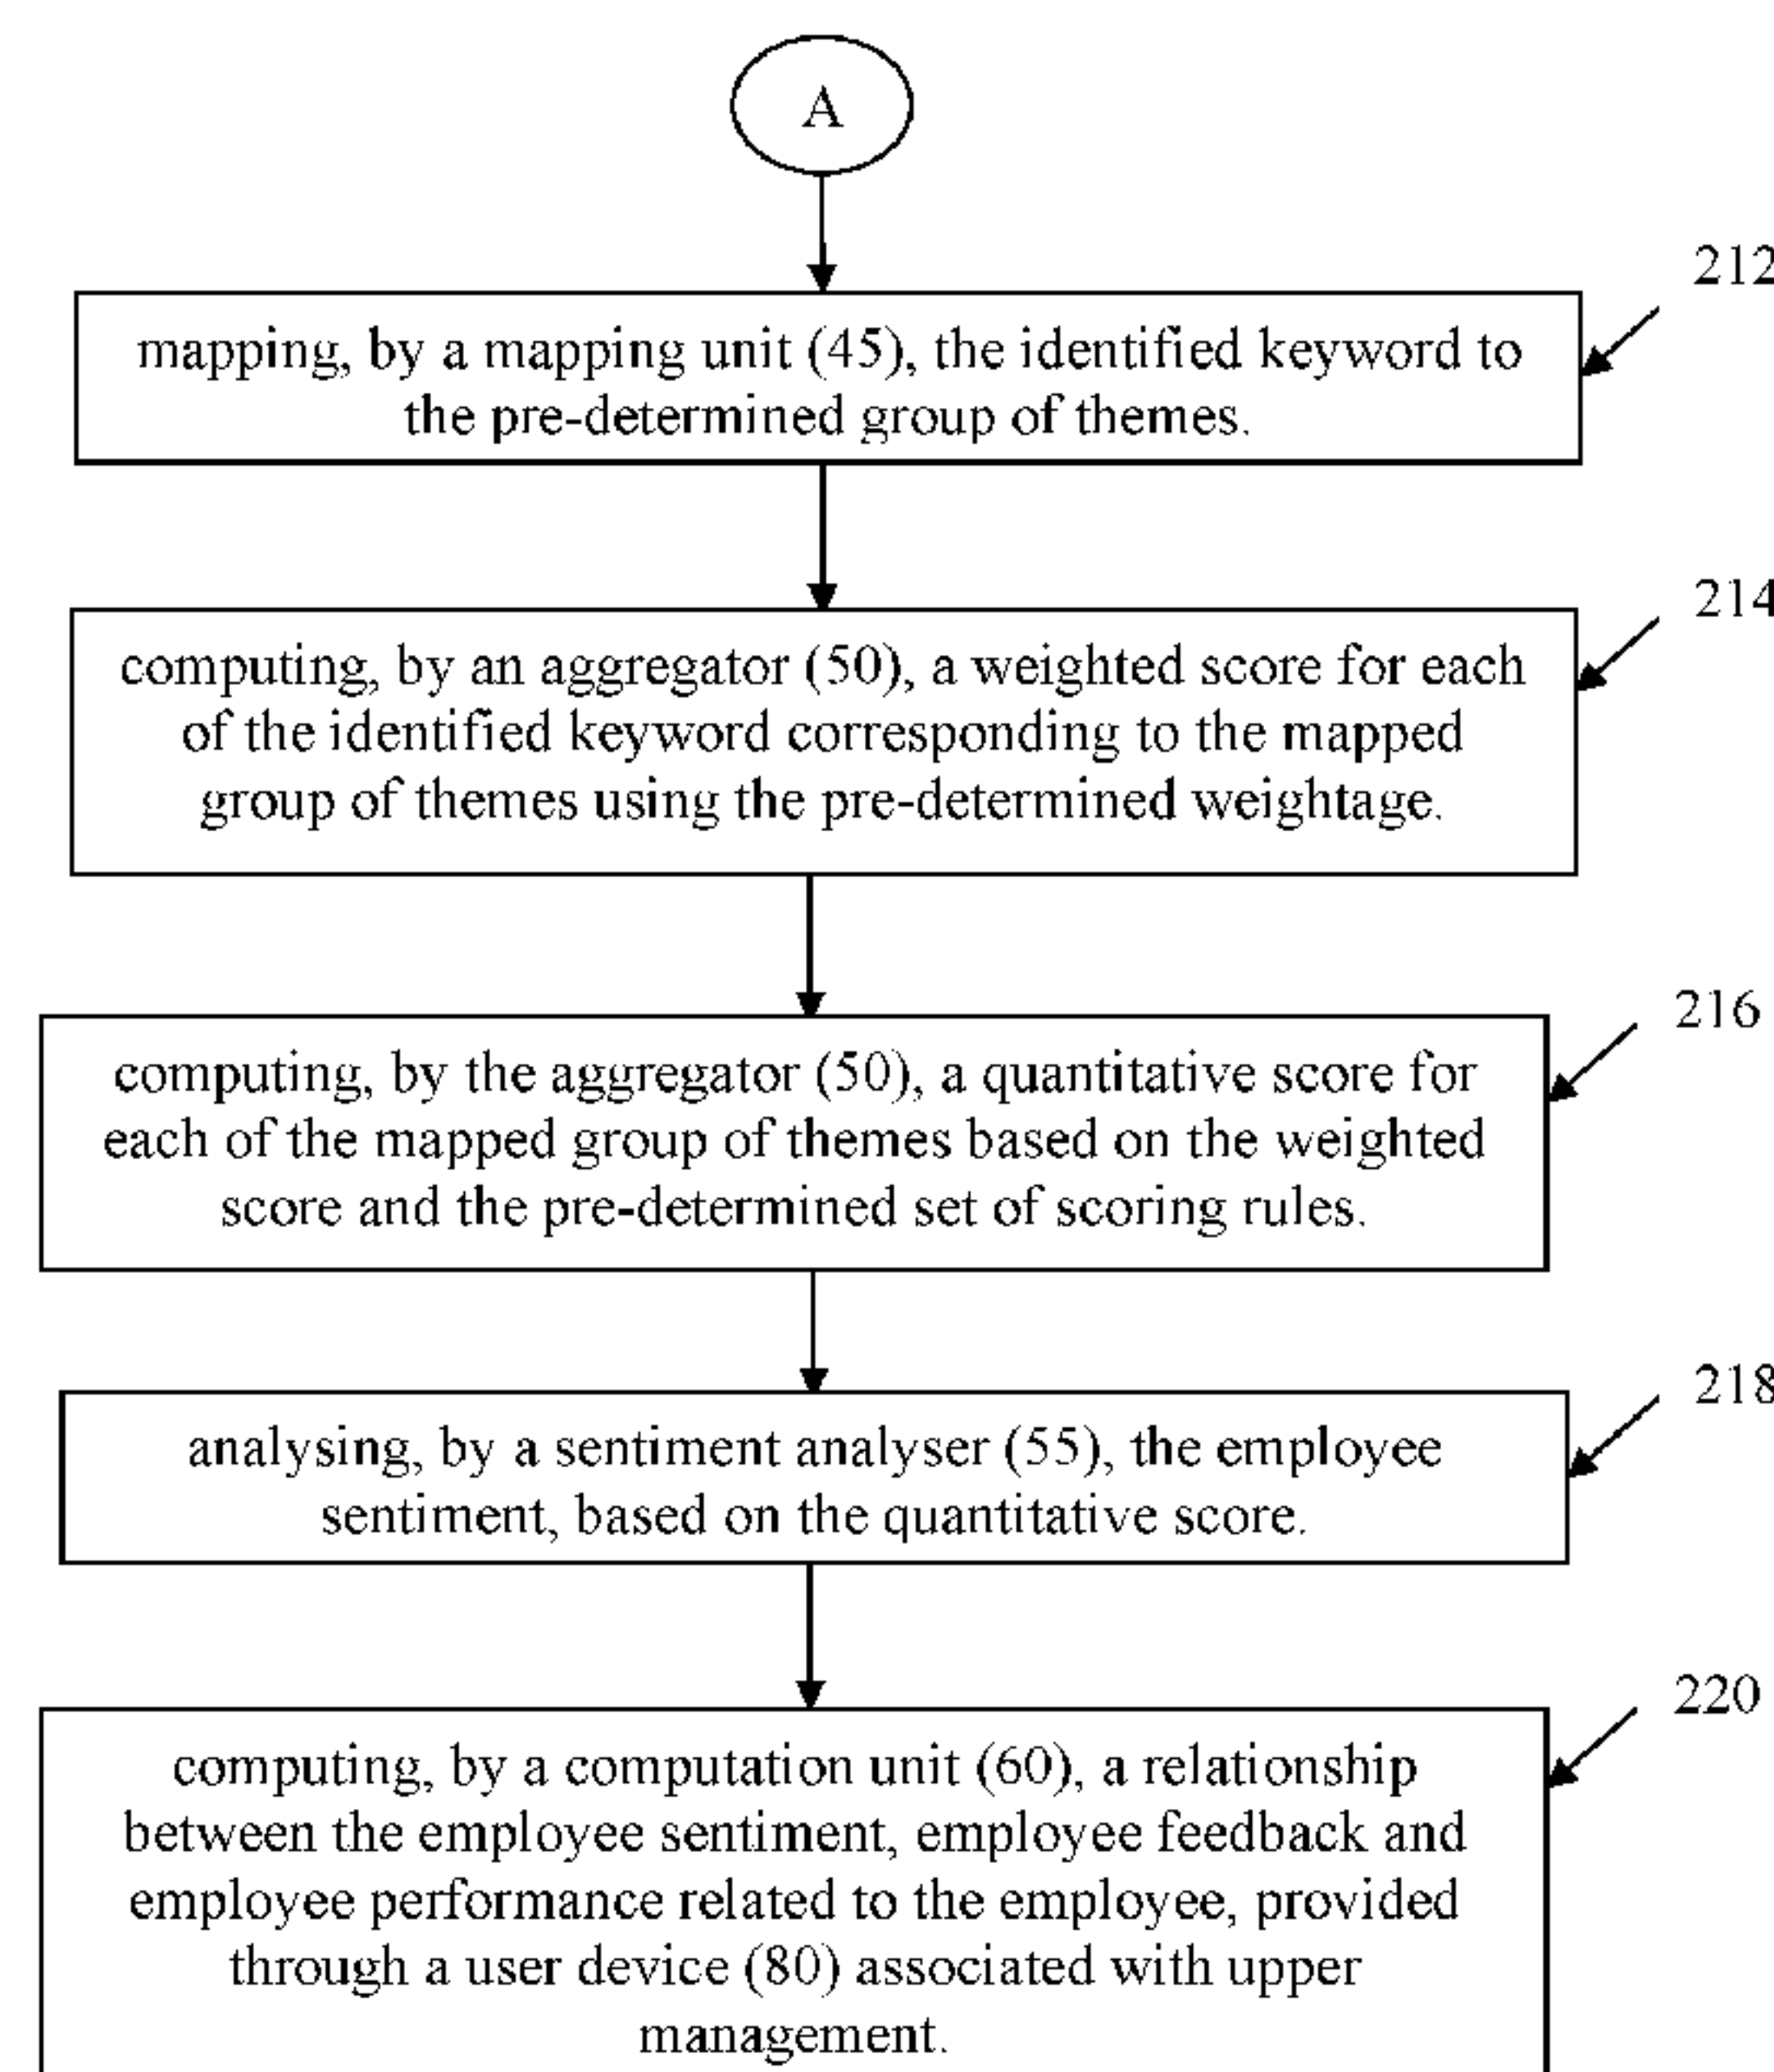 A
212
mapping, by a mapping unit (45), the identified keyword to
the pre-determined group of themes.
214
computing, by an aggregator (50), a weighted score for each
of the identified keyword corresponding to the mapped
group of themes using the pre-determined weightage.
216
computing, by the aggregator (50), a quantitative score for
each of the mapped group of themes based on the weighted
score and the pre-determined set of scoring rules.
218
analysing, by a sentiment analyser (55), the employee
sentiment, based on the quantitative score.
220
computing, by a computation unit (60), a relationship
between the employee sentiment, employee feedback and
employee performance related to the employee, provided
through a user device (80) associated with upper
management.